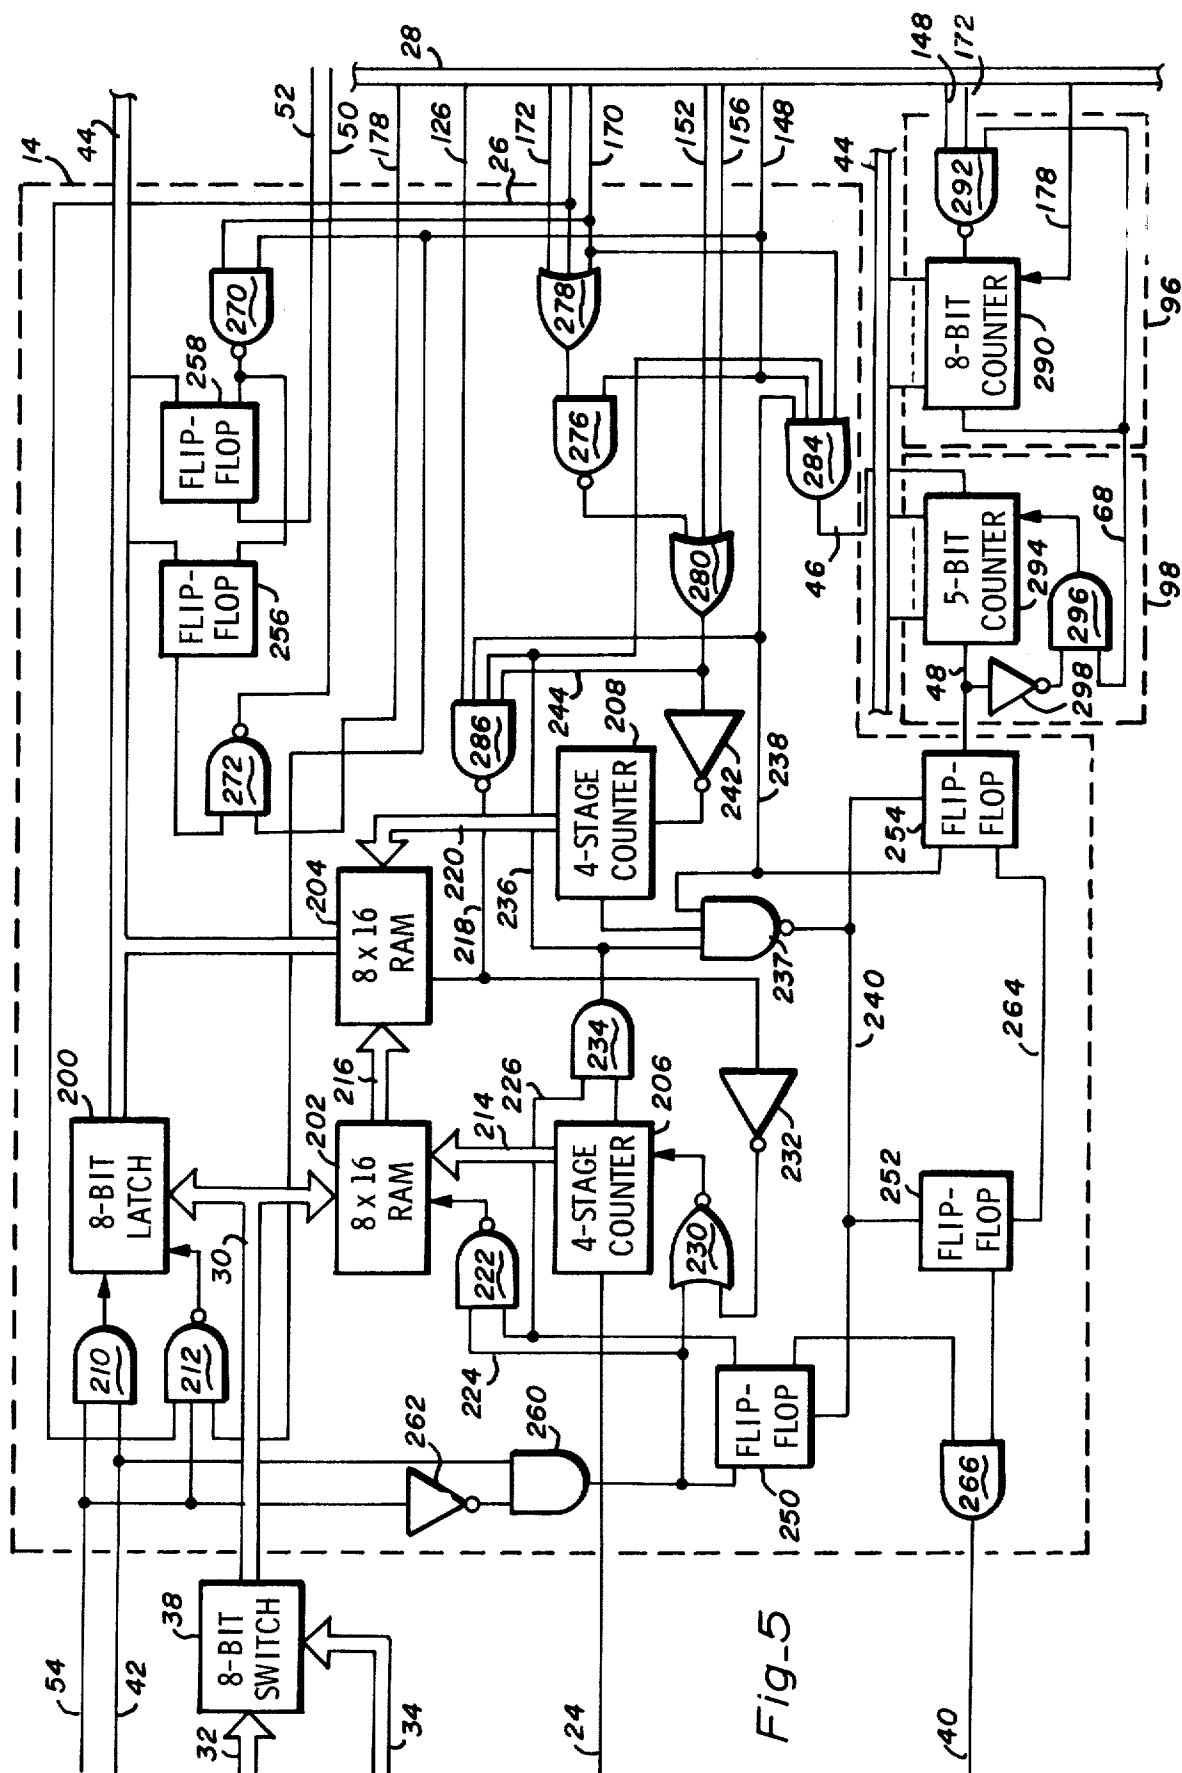 54
42
32
34
38
8-BIT
SWITCH
24
40
Fig_5
14
44
52
50
28
178
126
26
172
170
152
156
148
210
212
200
8-BIT
LATCH
30
262
260
202
8 x 16
RAM
216
204
8 x 16
RAM
214
226
222
224
206
4-STAGE
COUNTER
230
232
234
220
218
236
208
4-STAGE
COUNTER
244
242
238
237
240
264
250
FLIP-
FLOP
252
FLIP-
FLOP
254
FLIP-
FLOP
266
256
FLIP-
FLOP
258
FLIP-
FLOP
270
272
276
278
280
284
286
46
44
48
298
296
294
5-BIT
COUNTER
98
68
290
8-BIT
COUNTER
292
148
172
178
96